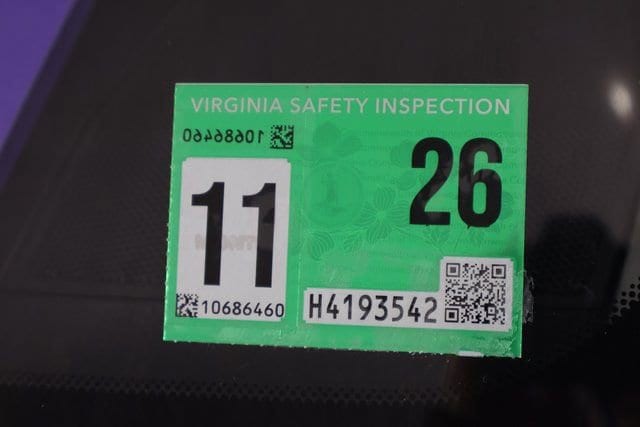 VIRGINIA SAFETY INSPECTION
10686460
11
26
10686460
H4193542